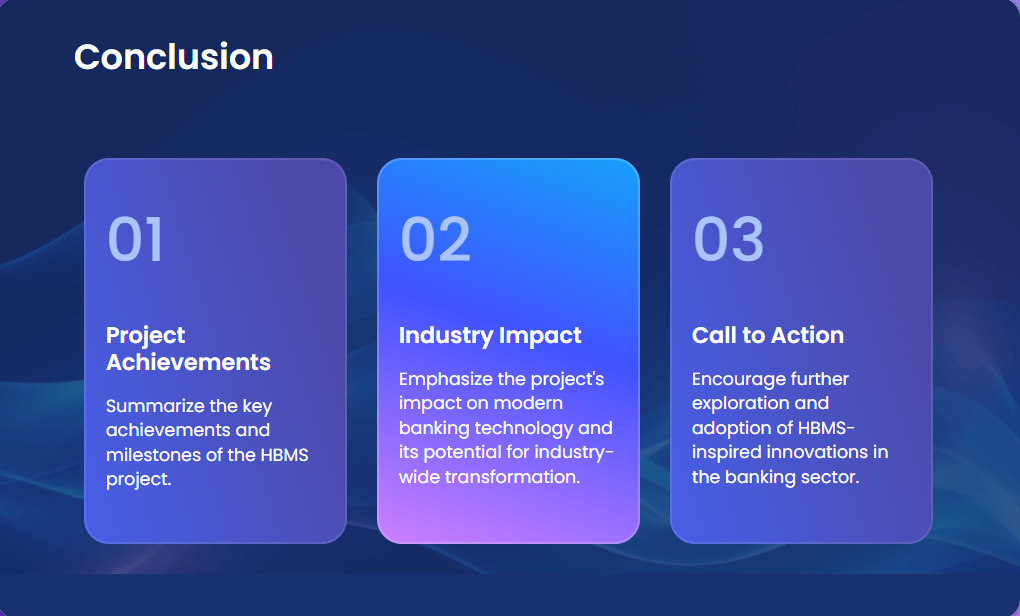 Conclusion
01
Project
Achievements
Summarize the key
achievements and
milestones of the HBMS
project.
02
Industry Impact
Emphasize the project's
impact on modern
banking technology and
its potential for industry-
wide transformation.
03
Call to Action
Encourage further
exploration and
adoption of HBMS-
inspired innovations in
the banking sector.